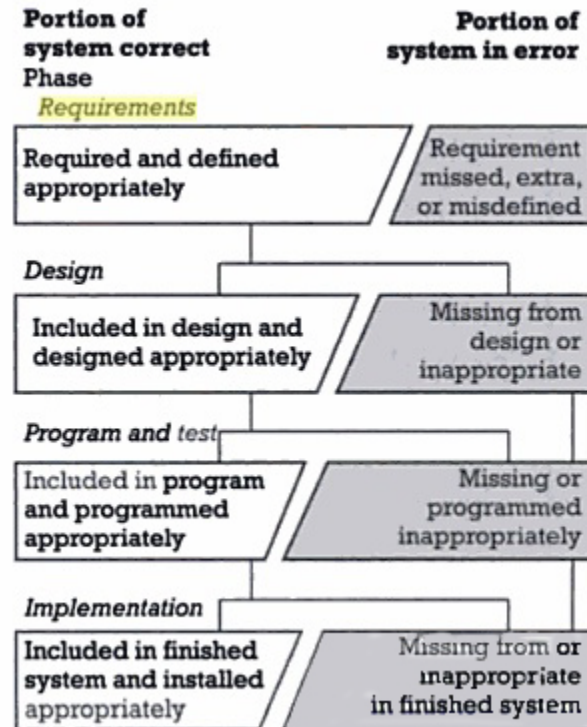 Portion of
system correct
Portion of
system in error
Phase
Requirements
Required and defined
appropriately
Requirement
missed, extra,
or misdefined
Design
Included in design and
designed appropriately
Missing from
design or
inappropriate
Program and test
Included in program
and programmed
appropriately
Missing or
programmed
inappropriately
Implementation
Included in finished
system and installed
appropriately
Missing from or
inappropriate
in finished system